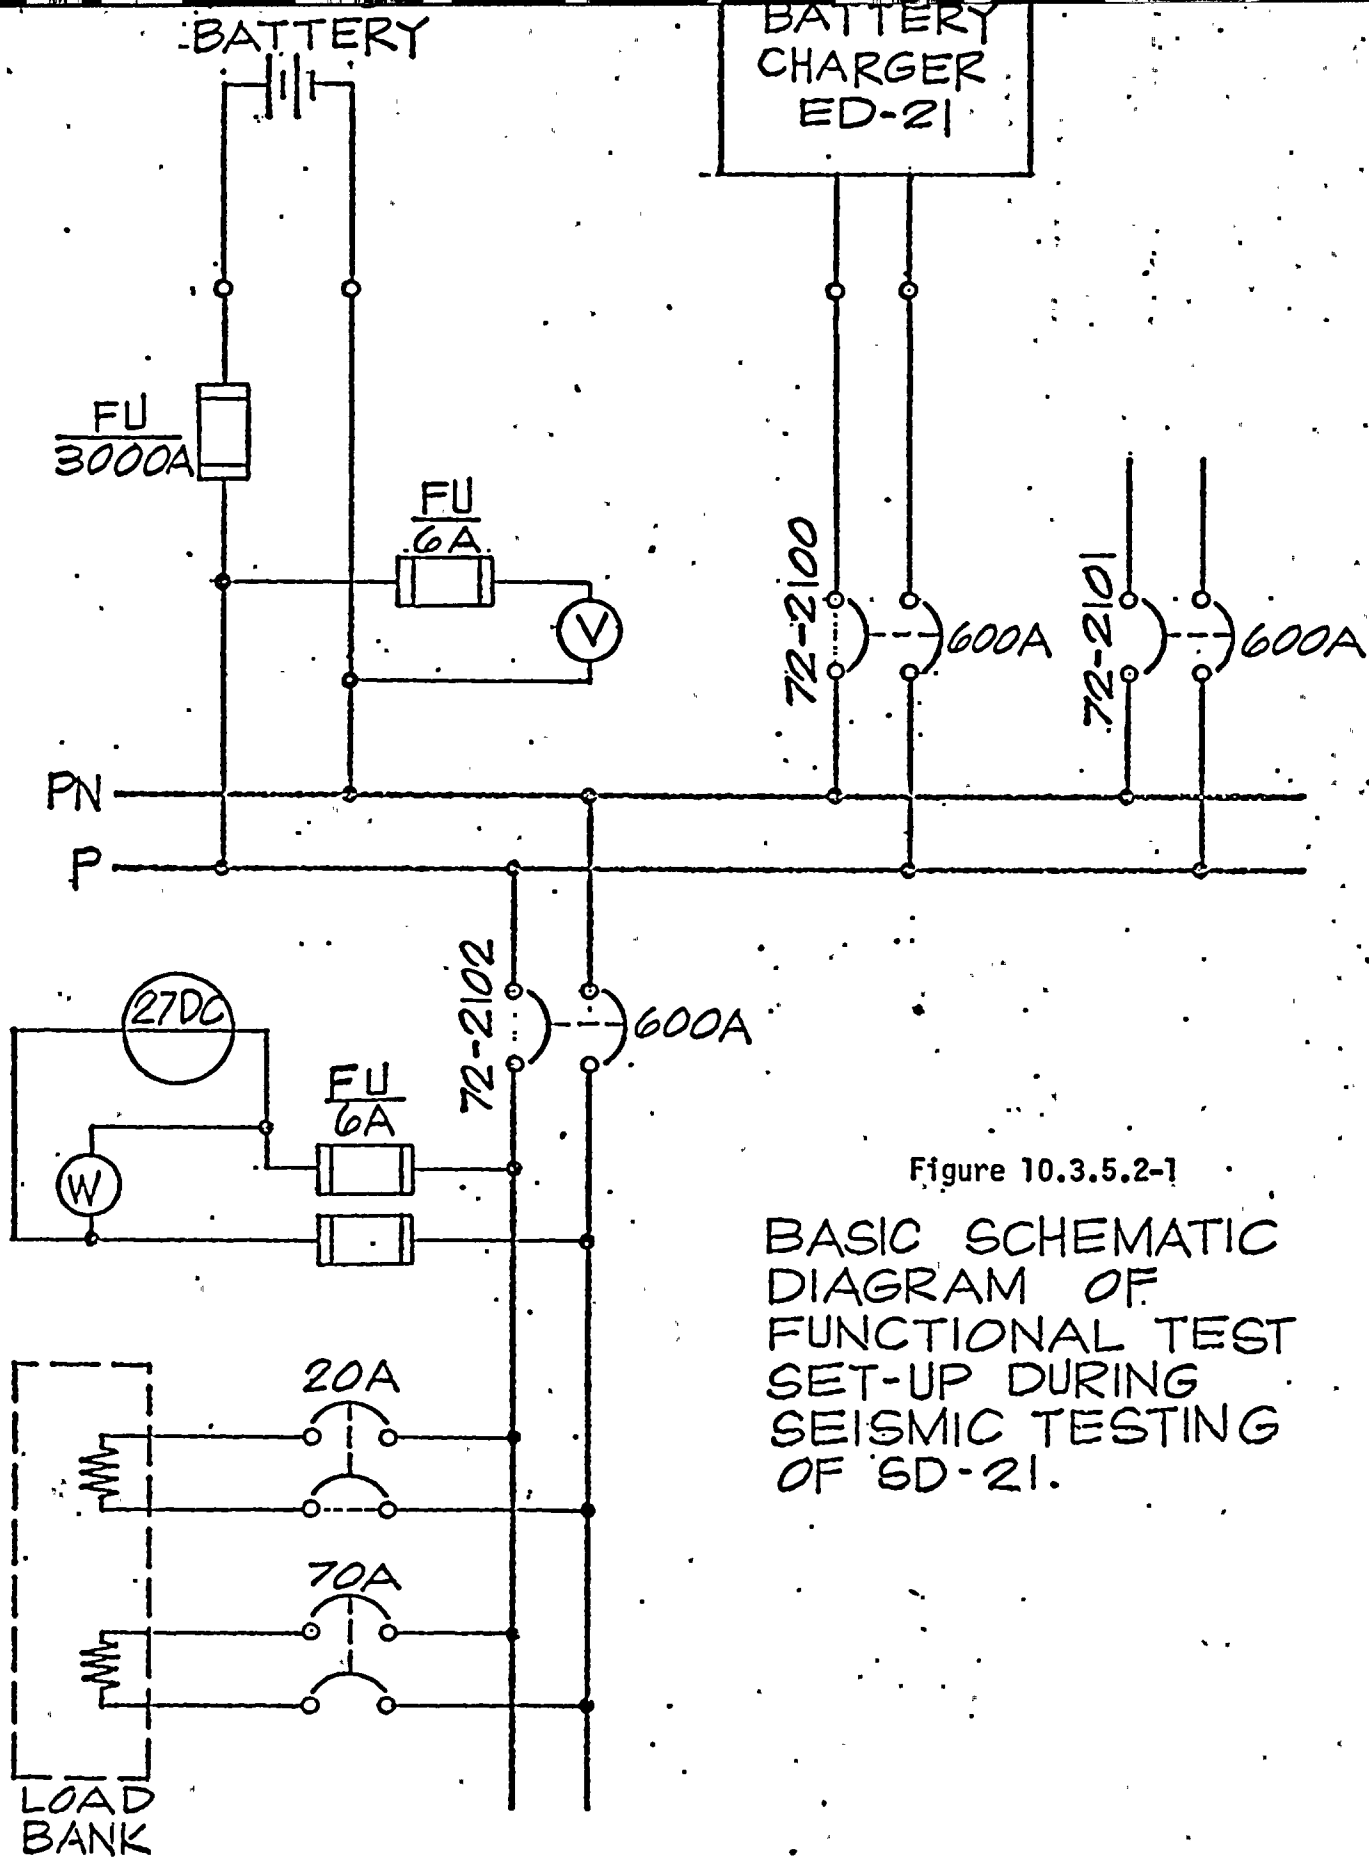 BATTERY
BATTERY
CHARGER
ED-21
FU
3000A
FU
6A
V
72-2100
600A
72-2101
600A
PN
P
72-2102
600A
27DC
FU
6A
W
Figure 10.3.5.2-1
BASIC SCHEMATIC
DIAGRAM OF
FUNCTIONAL TEST
SET-UP DURING
SEISMIC TESTING
OF SD-21.
20A
70A
LOAD
BANK